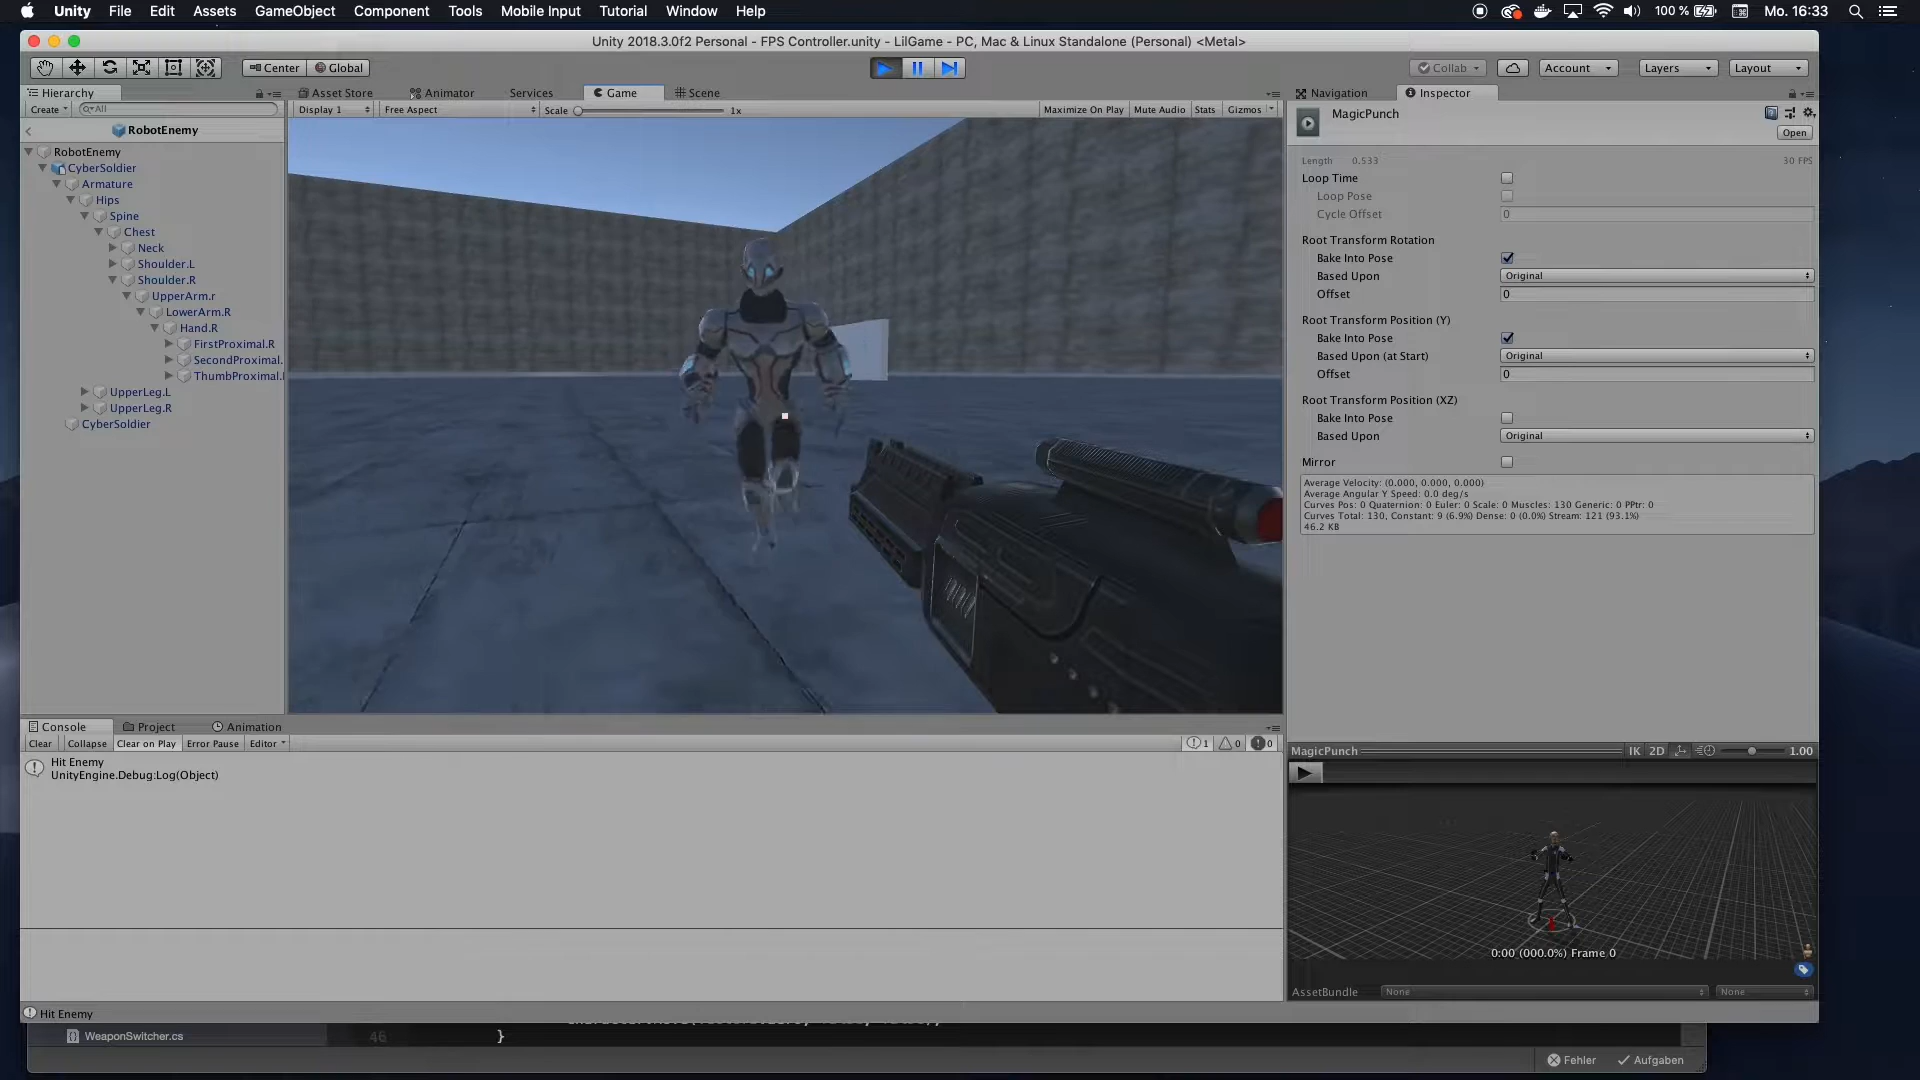 Unity File Edit Assets GameObject Component Tools Mobile Input Tutorial Window Help 100 % Mo. 16:33
Unity 2018.3.0f2 Personal - FPS Controller.unity - LilGame - PC, Mac & Linux Standalone (Personal) <Metal>
Center Global Collab Account Layers Layout
Hierarchy Asset Store Animator Services Game Scene Navigation Inspector
Create All Display 1 Free Aspect Scale 1x Maximize On Play Mute Audio Stats Gizmos
MagicPunch
Open
RobotEnemy
RobotEnemy
CyberSoldier
Armature
Hips
Spine
Chest
Neck
Shoulder.L
Shoulder.R
UpperArm.r
LowerArm.R
Hand.R
FirstProximal.R
SecondProximal.
ThumbProximal.
UpperLeg.L
UpperLeg.R
CyberSoldier
Length 0.533 30 FPS
Loop Time
Loop Pose
Cycle Offset 0
Root Transform Rotation
Bake Into Pose
Based Upon Original
Offset 0
Root Transform Position (Y)
Bake Into Pose
Based Upon (at Start) Original
Offset 0
Root Transform Position (XZ)
Bake Into Pose
Based Upon Original
Mirror
Average Velocity: (0.000, 0.000, 0.000)
Average Angular Y Speed: 0.0 deg/s
Curves Pos: 0 Quaternion: 0 Euler: 0 Scale: 0 Muscles: 130 Generic: 0 PPtr: 0
Curves Total: 130, Constant: 9 (6.9%) Dense: 0 (0.0%) Stream: 121 (93.1%)
46.2 KB
Console Project Animation
Clear Collapse Clear on Play Error Pause Editor 1 0 0
Hit Enemy
UnityEngine.Debug:Log(Object)
MagicPunch IK 2D 1.00
0:00 (000.0%) Frame 0
AssetBundle None None
Hit Enemy
WeaponSwitcher.cs 46 }
Fehler Aufgaben